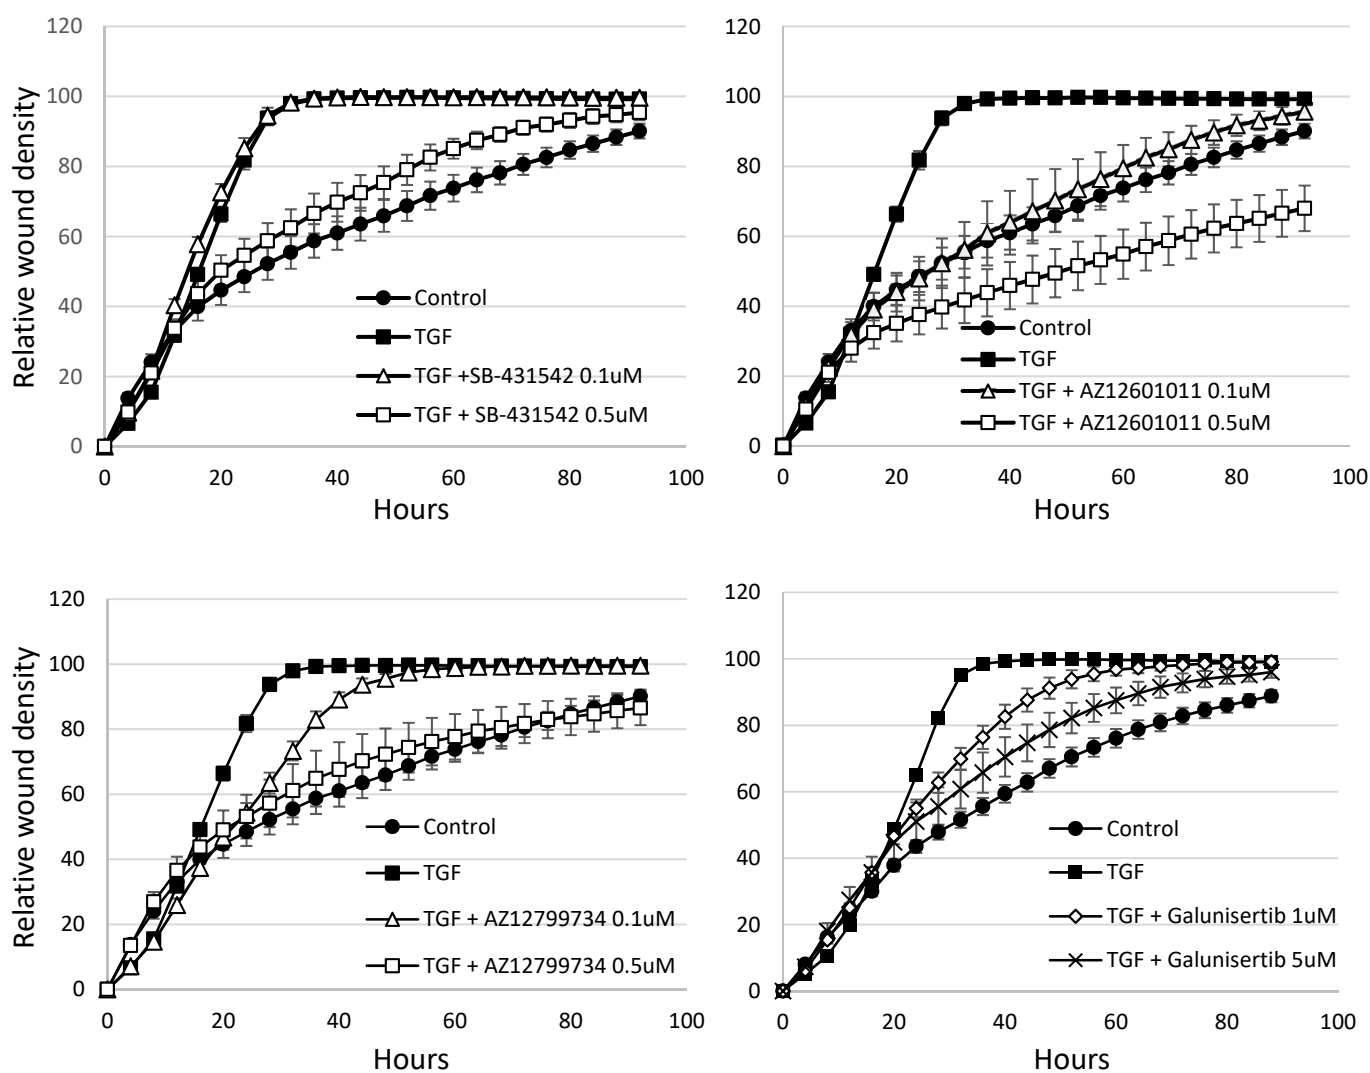 120
100
80
60
40
20
0
Relative wound density
Control
TGF
TGF +SB-431542 0.1uM
TGF + SB-431542 0.5uM
0 20 40 60 80 100
Hours
120
100
80
60
40
20
0
Control
TGF
TGF + AZ12601011 0.1uM
TGF + AZ12601011 0.5uM
0 20 40 60 80 100
Hours
120
100
80
60
40
20
0
Relative wound density
Control
TGF
TGF + AZ12799734 0.1uM
TGF + AZ12799734 0.5uM
0 20 40 60 80 100
Hours
120
100
80
60
40
20
0
Control
TGF
TGF + Galunisertib 1uM
TGF + Galunisertib 5uM
0 20 40 60 80 100
Hours